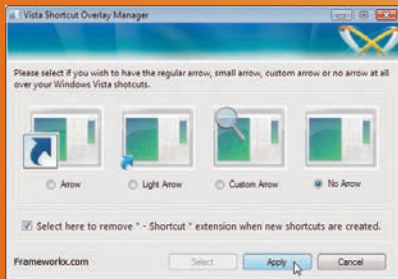 Vista Shortcut Overlay Manager
Please select if you wish to have the regular arrow, small arrow, custom arrow or no arrow at all
over your Windows Vista shotcuts.
Arrow
Light Arrow
Custom Arrow
No Arrow
Select here to remove " - Shortcut " extension when new shortcuts are created.
Frameworkx.com
Select
Apply
Cancel